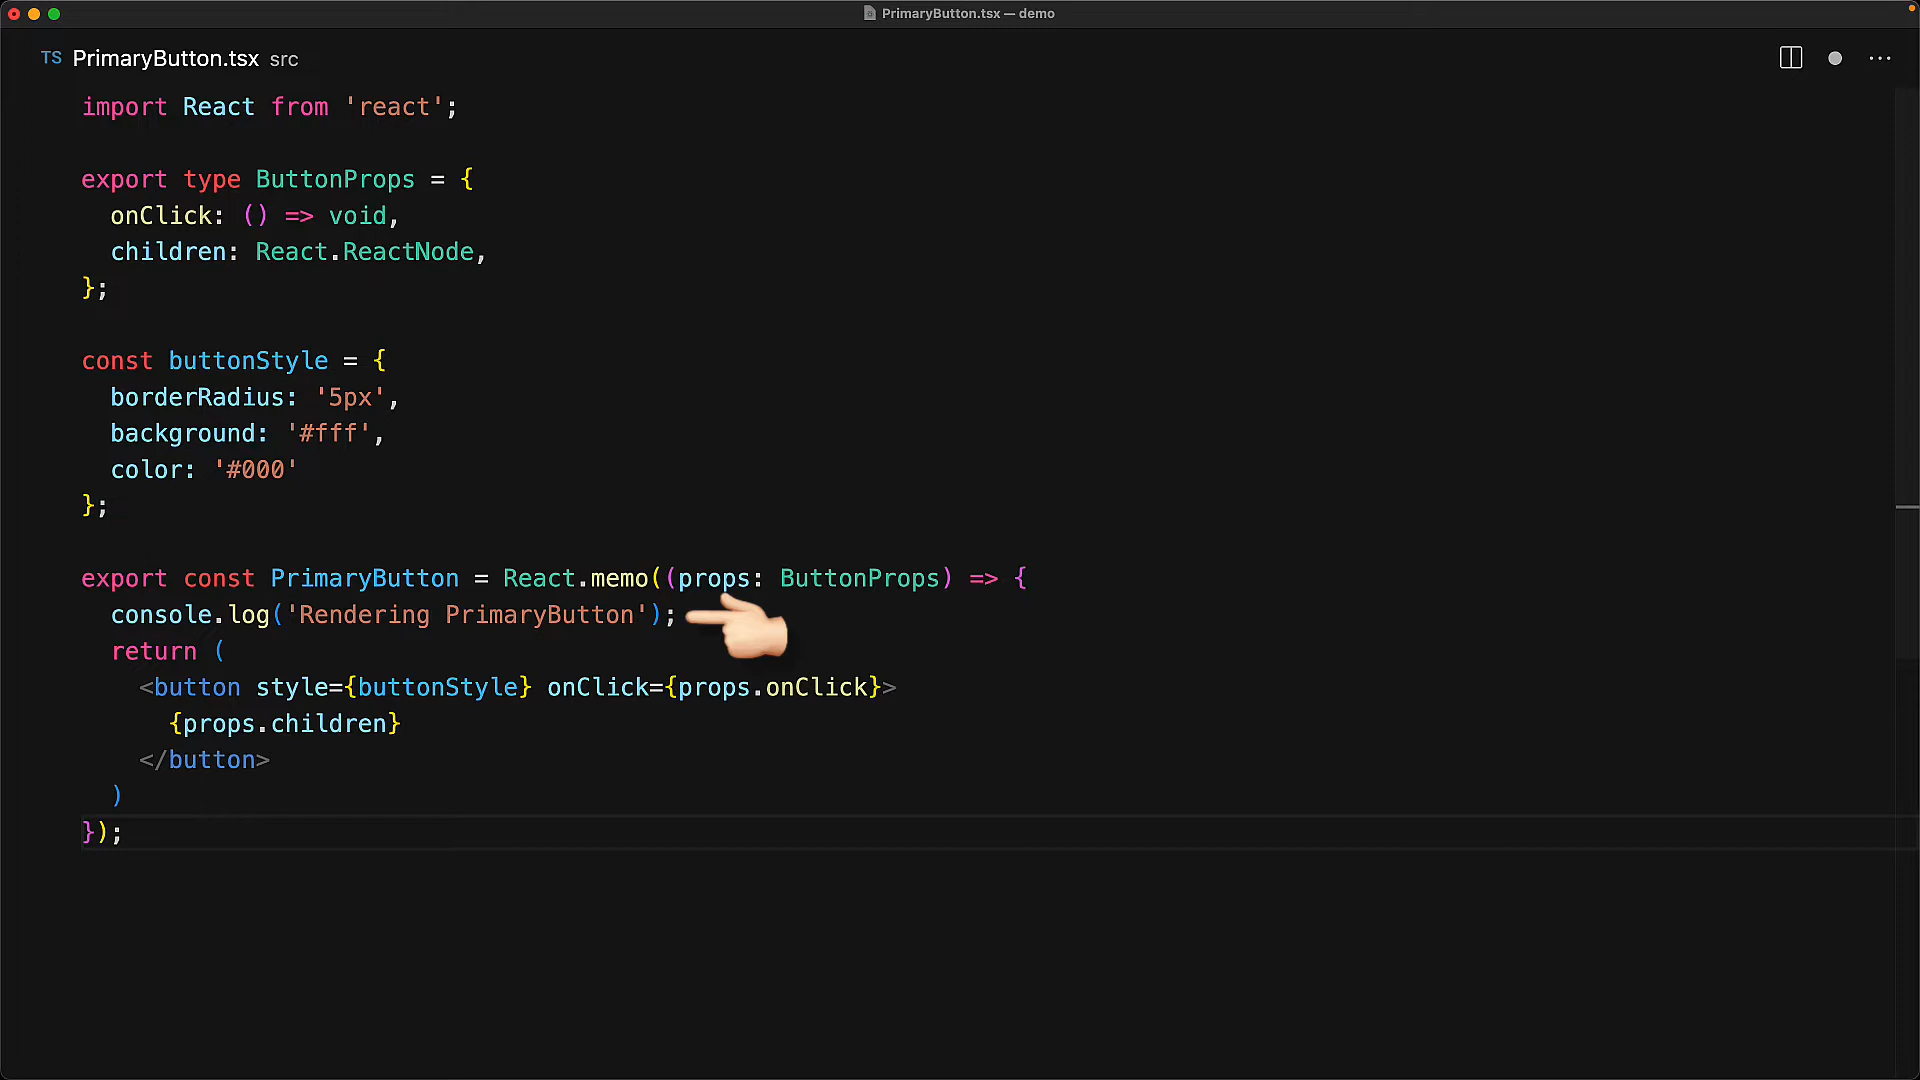 PrimaryButton.tsx — demo
TS PrimaryButton.tsx src
import React from 'react';
export type ButtonProps = {
  onClick: () => void,
  children: React.ReactNode,
};
const buttonStyle = {
  borderRadius: '5px',
  background: '#fff',
  color: '#000'
};
export const PrimaryButton = React.memo((props: ButtonProps) => {
  console.log('Rendering PrimaryButton');
  return (
    <button style={buttonStyle} onClick={props.onClick}>
      {props.children}
    </button>
  )
});